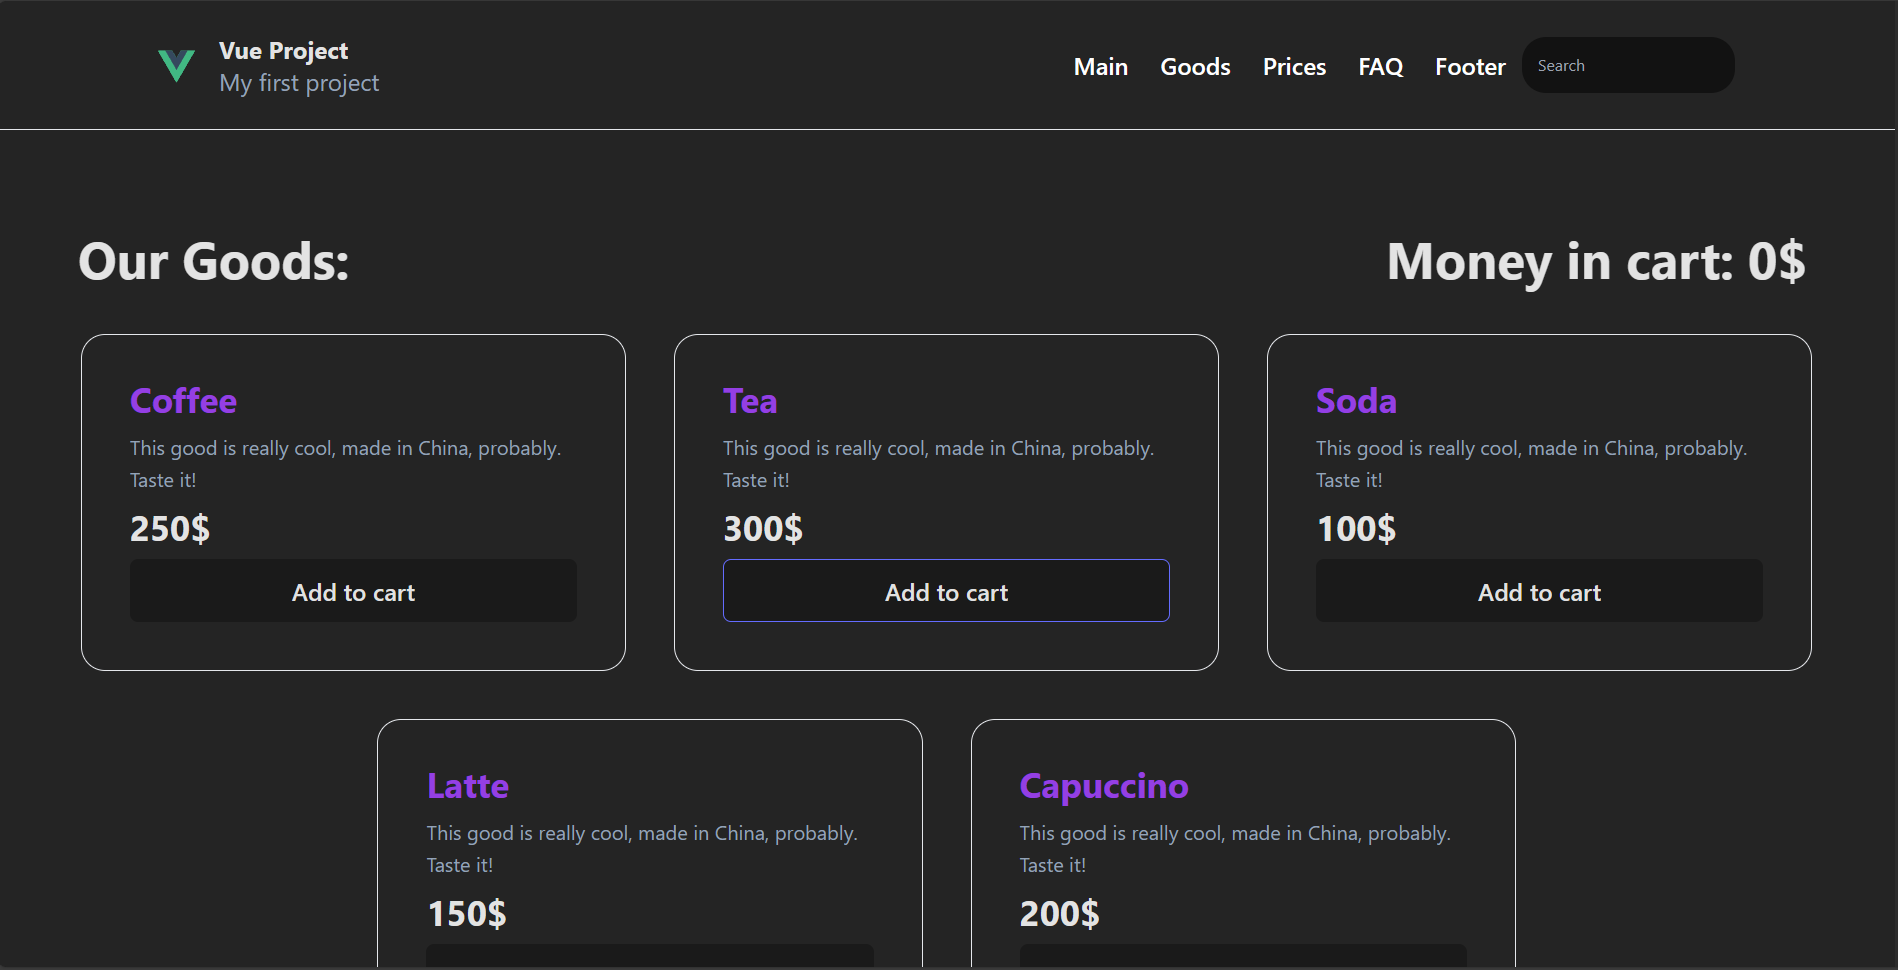 Vue Project
My first project
Main Goods Prices FAQ Footer Search
Our Goods:
Money in cart: 0$
Coffee
This good is really cool, made in China, probably.
Taste it!
250$
Add to cart
Tea
This good is really cool, made in China, probably.
Taste it!
300$
Add to cart
Soda
This good is really cool, made in China, probably.
Taste it!
100$
Add to cart
Latte
This good is really cool, made in China, probably.
Taste it!
150$
Capuccino
This good is really cool, made in China, probably.
Taste it!
200$